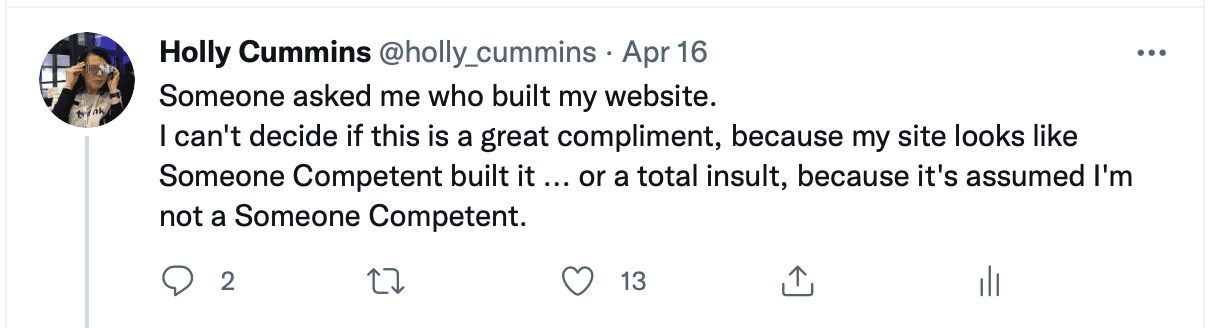 Holly Cummins @holly_cummins · Apr 16
Someone asked me who built my website.
I can't decide if this is a great compliment, because my site looks like
Someone Competent built it ... or a total insult, because it's assumed I'm
not a Someone Competent.
2 13